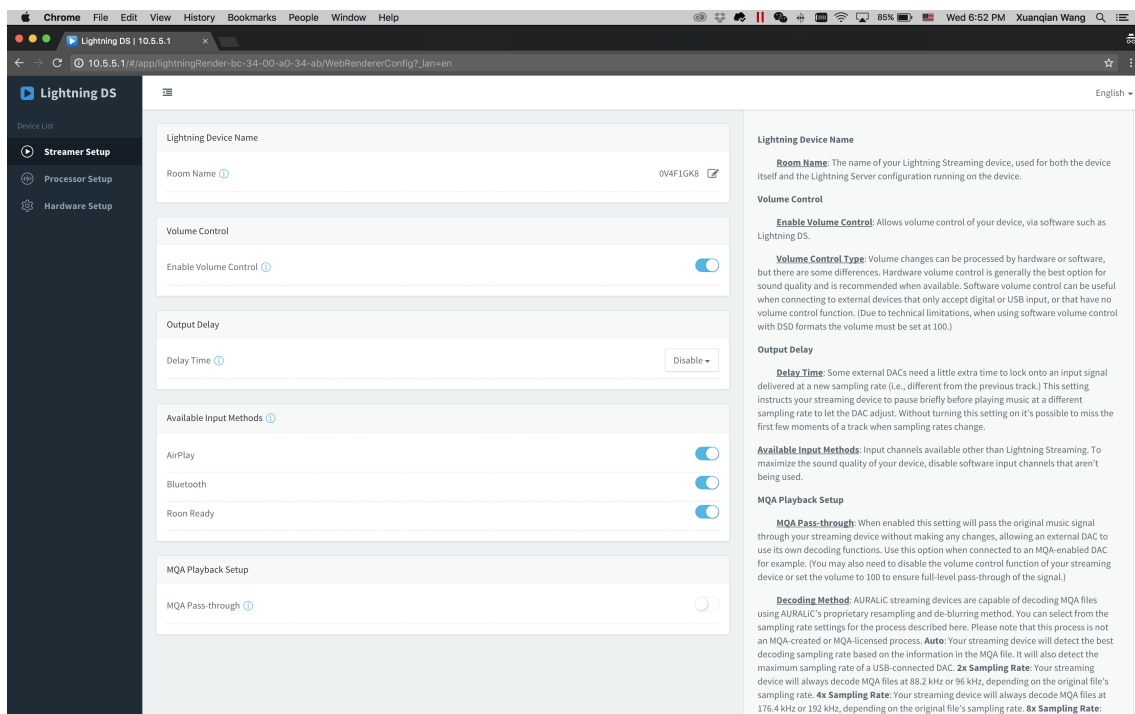 Chrome File Edit View History Bookmarks People Window Help 85% Wed 6:52 PM Xuanqian Wang
Lightning DS | 10.5.5.1 ×
10.5.5.1/#/app/lightningRender-bc-34-00-a0-34-ab/WebRendererConfig?_lan=en
Lightning DS
English
Device List
Streamer Setup
Processor Setup
Hardware Setup
Lightning Device Name
Room Name
0V4F1GK8
Volume Control
Enable Volume Control
Output Delay
Delay Time
Disable
Available Input Methods
AirPlay
Bluetooth
Roon Ready
MQA Playback Setup
MQA Pass-through
Lightning Device Name
Room Name: The name of your Lightning Streaming device, used for both the device
itself and the Lightning Server configuration running on the device.
Volume Control
Enable Volume Control: Allows volume control of your device, via software such as
Lightning DS.
Volume Control Type: Volume changes can be processed by hardware or software,
but there are some differences. Hardware volume control is generally the best option for
sound quality and is recommended when available. Software volume control can be useful
when connecting to external devices that only accept digital or USB input, or that have no
volume control function. (Due to technical limitations, when using software volume control
with DSD formats the volume must be set at 100.)
Output Delay
Delay Time: Some external DACs need a little extra time to lock onto an input signal
delivered at a new sampling rate (i.e., different from the previous track.) This setting
instructs your streaming device to pause briefly before playing music at a different
sampling rate to let the DAC adjust. Without turning this setting on it's possible to miss the
first few moments of a track when sampling rates change.
Available Input Methods: Input channels available other than Lightning Streaming. To
maximize the sound quality of your device, disable software input channels that aren't
being used.
MQA Playback Setup
MQA Pass-through: When enabled this setting will pass the original music signal
through your streaming device without making any changes, allowing an external DAC to
use its own decoding functions. Use this option when connected to an MQA-enabled DAC
for example. (You may also need to disable the volume control function of your streaming
device or set the volume to 100 to ensure full-level pass-through of the signal.)
Decoding Method: AURALiC streaming devices are capable of decoding MQA files
using AURALiC's proprietary resampling and de-blurring method. You can select from the
sampling rate settings for the process described here. Please note that this process is not
an MQA-created or MQA-licensed process. Auto: Your streaming device will detect the best
decoding sampling rate based on the information in the MQA file. It will also detect the
maximum sampling rate of a USB-connected DAC. 2x Sampling Rate: Your streaming
device will always decode MQA files at 88.2 kHz or 96 kHz, depending on the original file's
sampling rate. 4x Sampling Rate: Your streaming device will always decode MQA files at
176.4 kHz or 192 kHz, depending on the original file's sampling rate. 8x Sampling Rate: